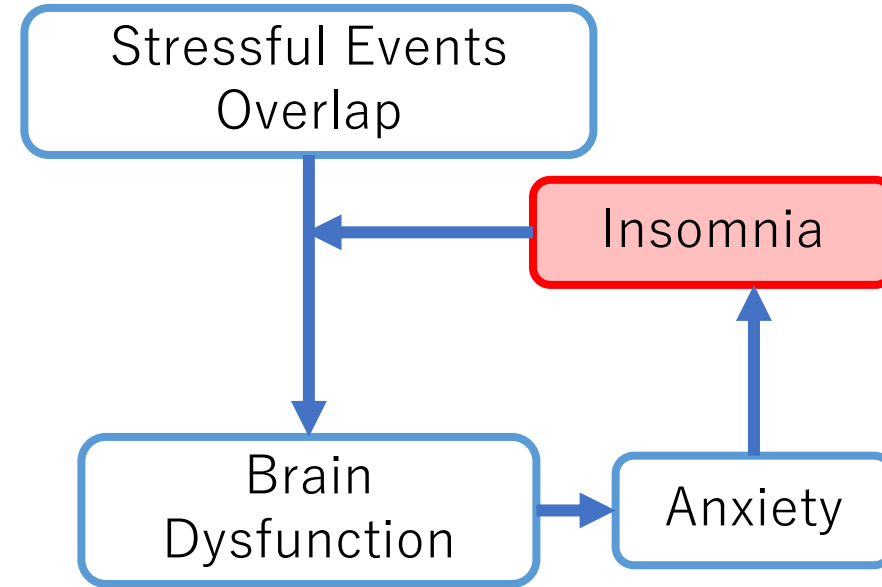 Stressful Events
Overlap
Insomnia
Brain
Dysfunction
Anxiety